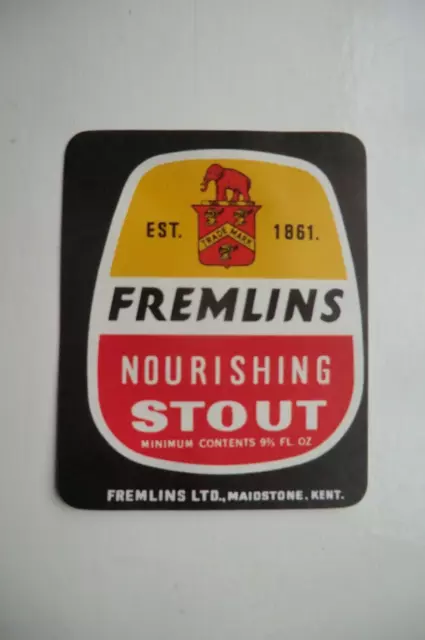 EST. 1861.
TRADE MARK
FREMLINS
NOURISHING
STOUT
MINIMUM CONTENTS 9⅔ FL. OZ
FREMLINS LTD., MAIDSTONE, KENT.